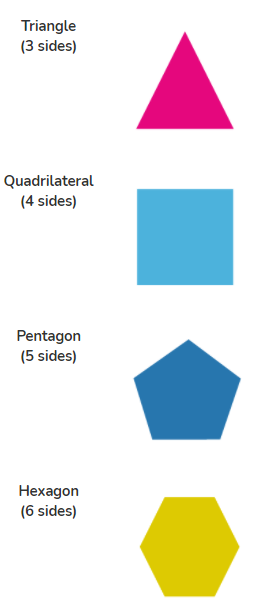 Triangle
(3 sides)
Quadrilateral
(4 sides)
Pentagon
(5 sides)
Hexagon
(6 sides)